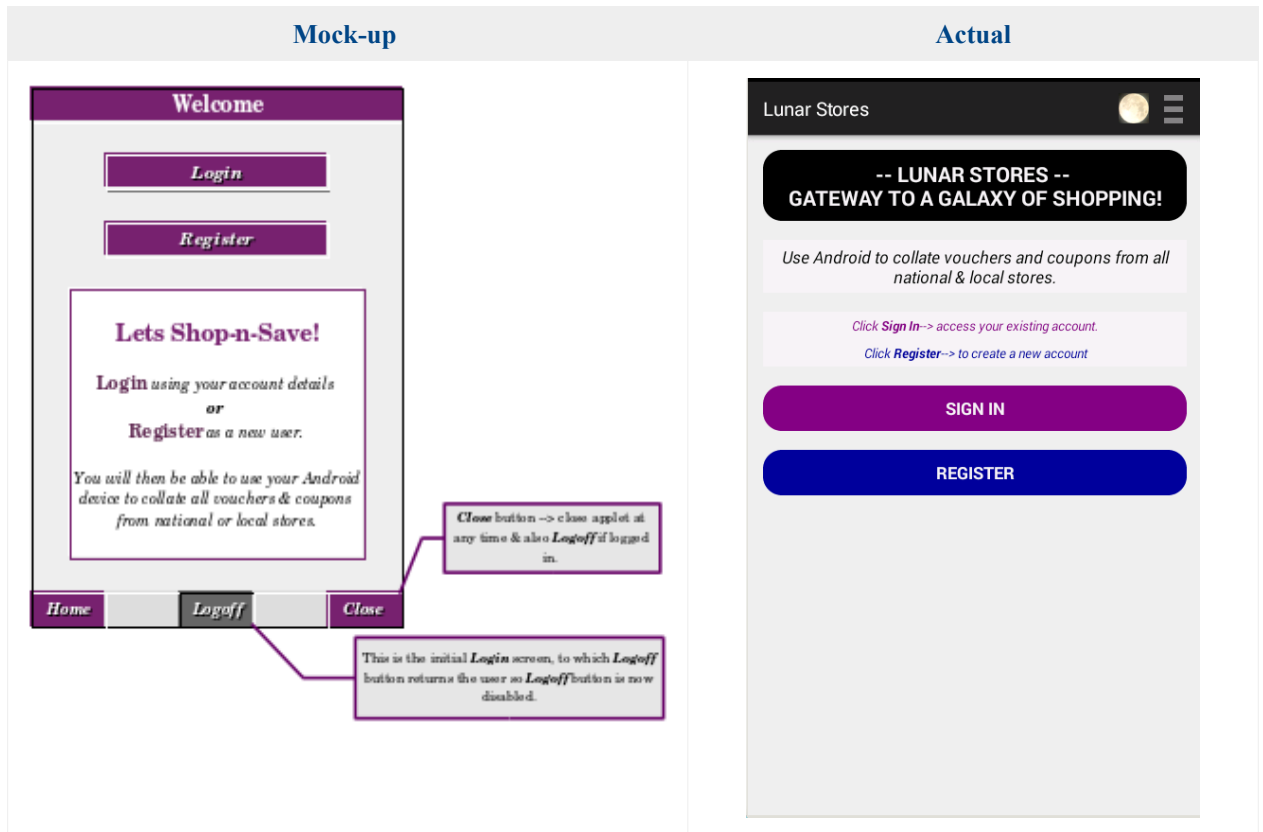 Mock-up
Actual
Welcome
Login
Register
Lets Shop-n-Save!
Login using your account details
or
Register as a new user.
You will then be able to use your Android
device to collate all vouchers & coupons
from national or local stores.
Home
Logoff
Close
Close button --> close applet at
any time & also Logoff if logged
in.
This is the initial Login screen, to which Logoff
button returns the user so Logoff button is now
disabled.
Lunar Stores
-- LUNAR STORES --
GATEWAY TO A GALAXY OF SHOPPING!
Use Android to collate vouchers and coupons from all
national & local stores.
Click Sign In--> access your existing account.
Click Register--> to create a new account
SIGN IN
REGISTER